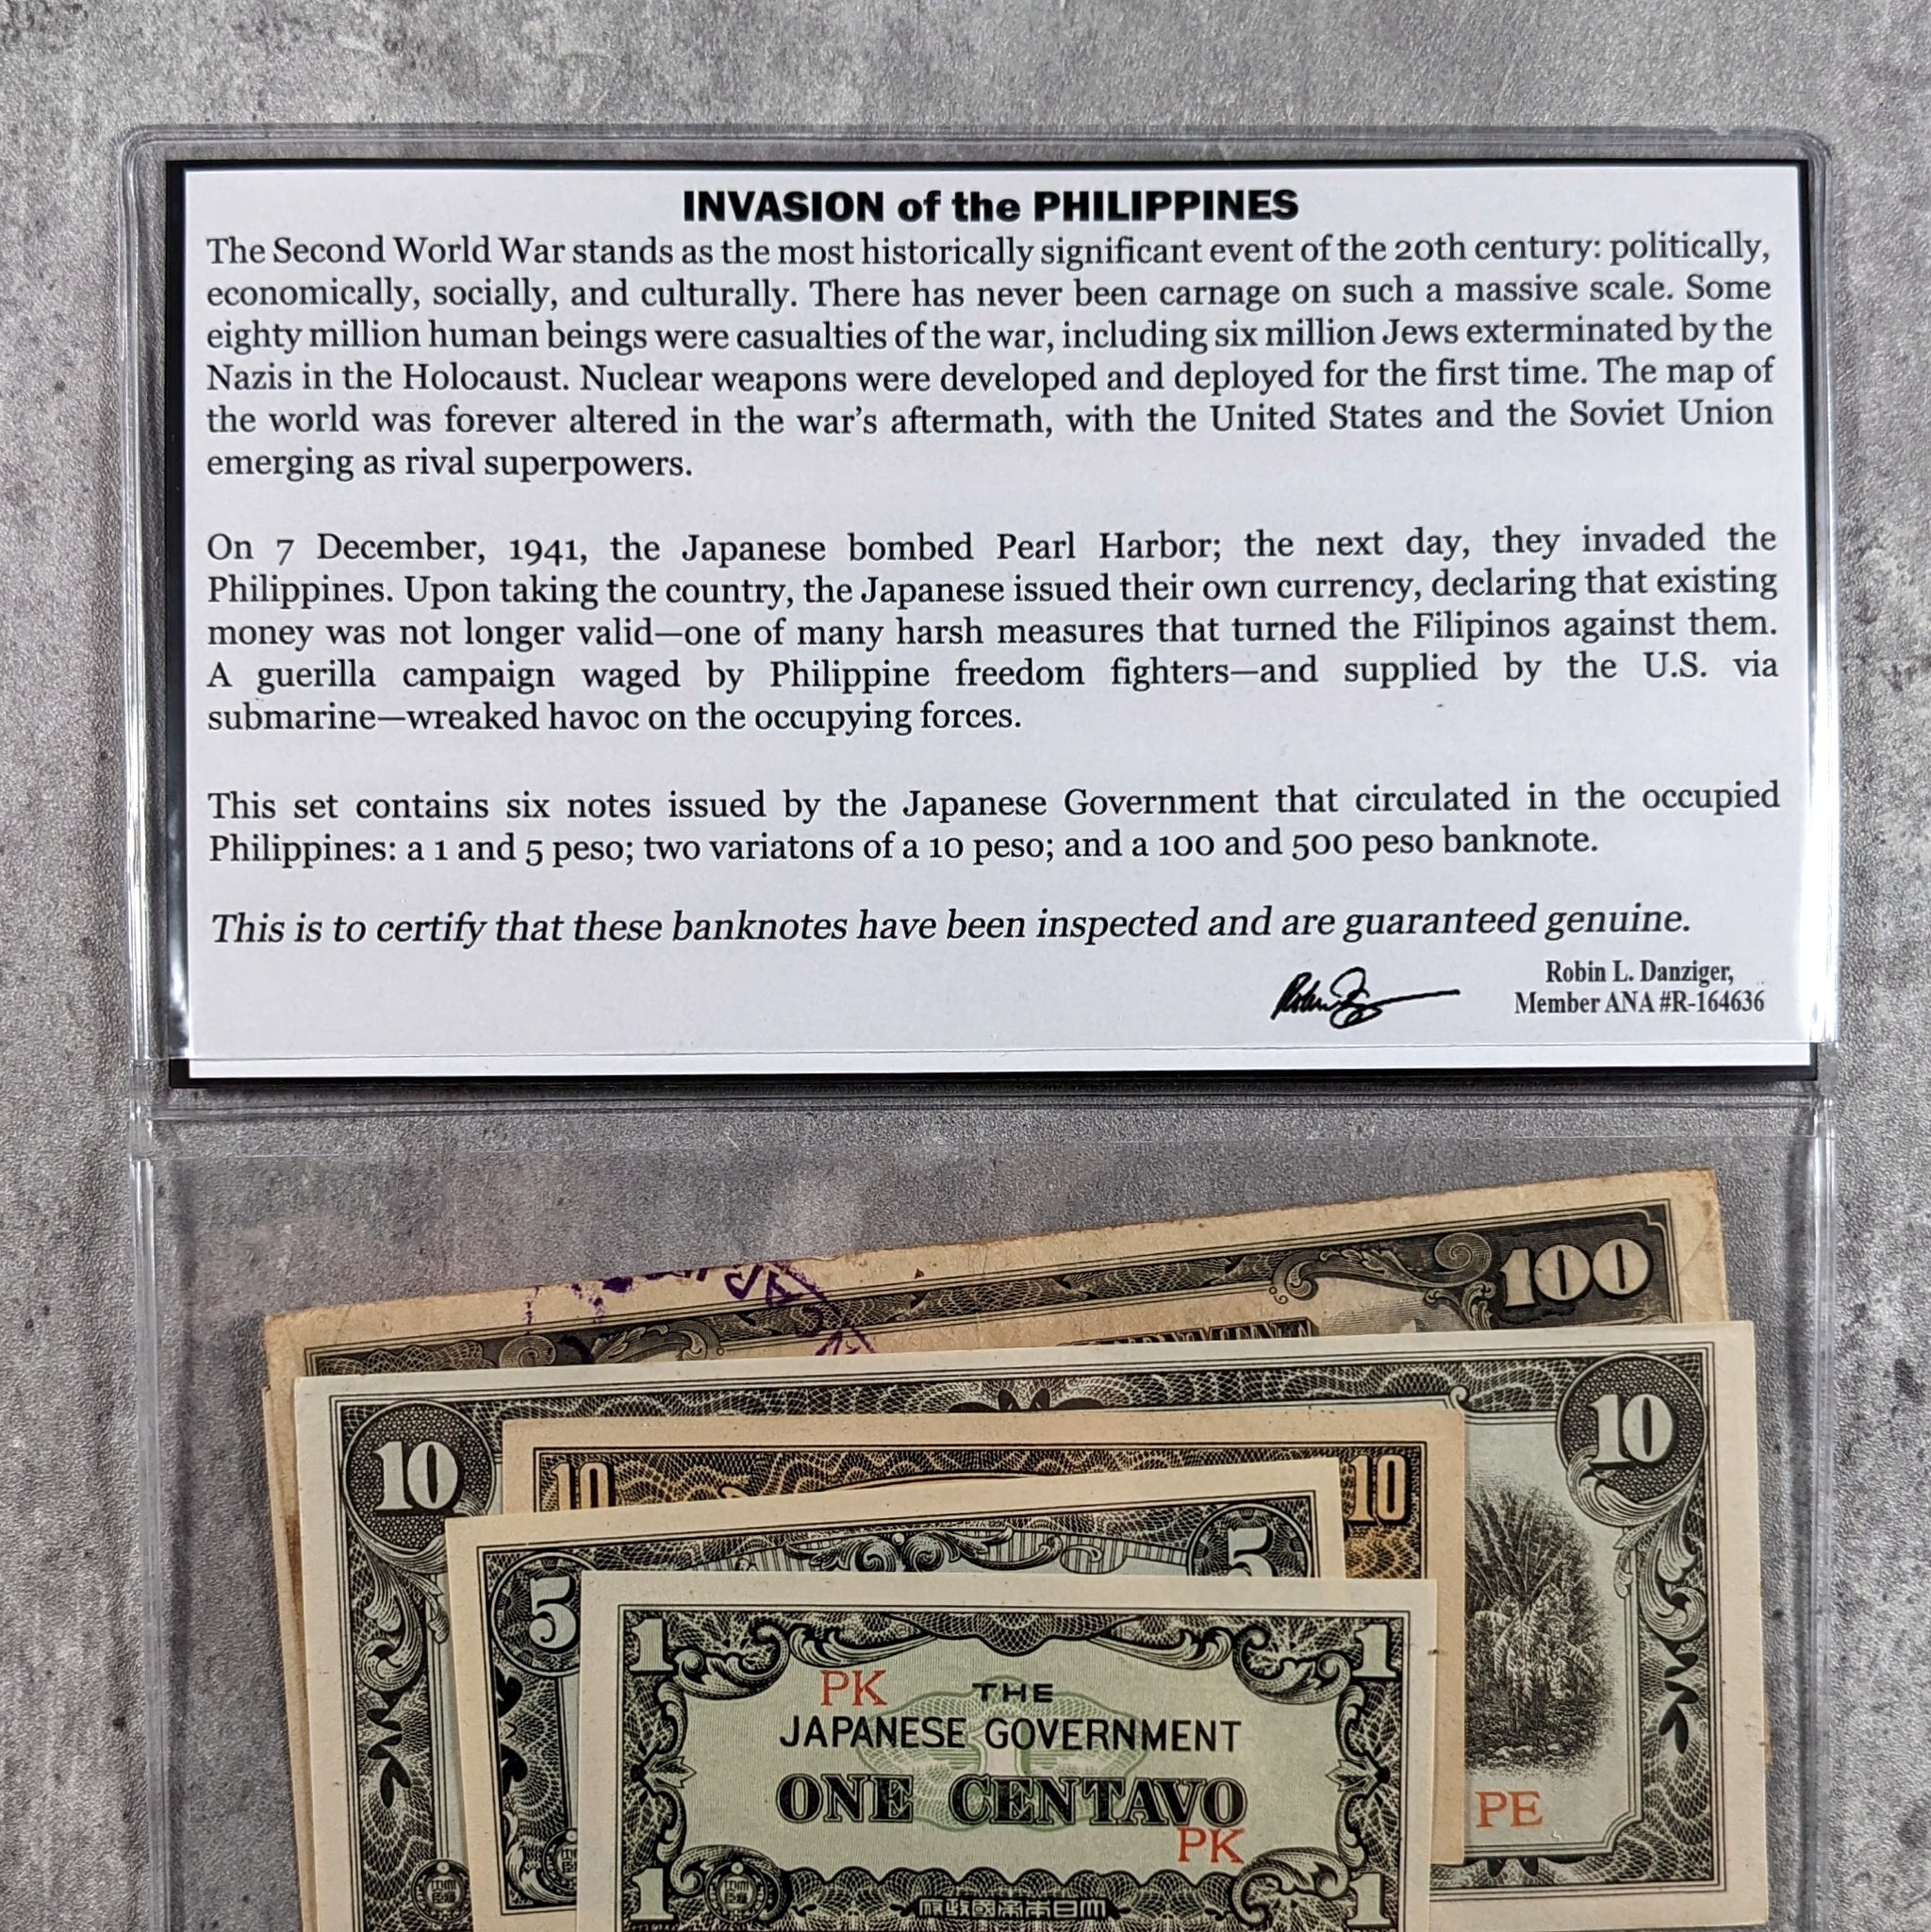 INVASION of the PHILIPPINES
The Second World War stands as the most historically significant event of the 20th century: politically,
economically, socially, and culturally. There has never been carnage on such a massive scale. Some
eighty million human beings were casualties of the war, including six million Jews exterminated by the
Nazis in the Holocaust. Nuclear weapons were developed and deployed for the first time. The map of
the world was forever altered in the war's aftermath, with the United States and the Soviet Union
emerging as rival superpowers.
On 7 December, 1941, the Japanese bombed Pearl Harbor; the next day, they invaded the
Philippines. Upon taking the country, the Japanese issued their own currency, declaring that existing
money was not longer valid—one of many harsh measures that turned the Filipinos against them.
A guerilla campaign waged by Philippine freedom fighters—and supplied by the U.S. via
submarine—wreaked havoc on the occupying forces.
This set contains six notes issued by the Japanese Government that circulated in the occupied
Philippines: a 1 and 5 peso; two variatons of a 10 peso; and a 100 and 500 peso banknote.
This is to certify that these banknotes have been inspected and are guaranteed genuine.
Robin L. Danziger,
Member ANA #R-164636
100
10 10
10 10
5 5
1 1
PK THE
JAPANESE GOVERNMENT
ONE CENTAVO
PK
PE
1 1